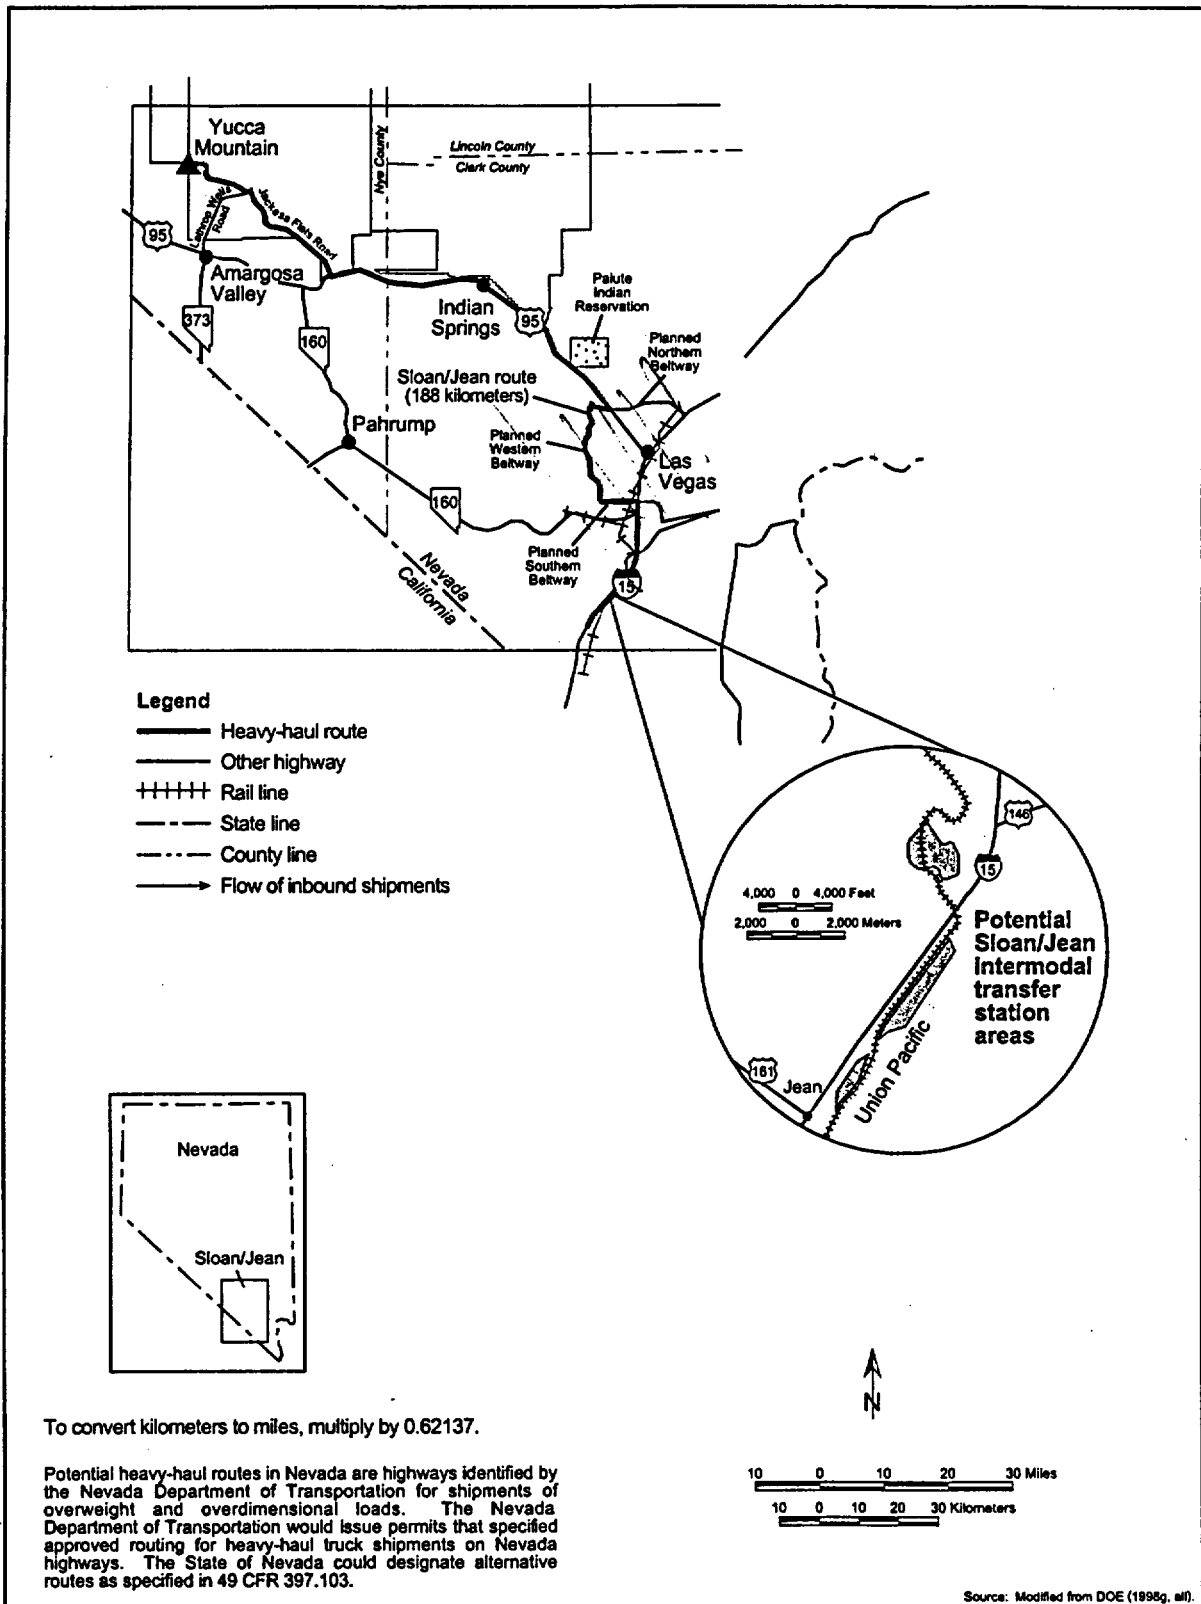 Yucca
Mountain
Nye County
Lincoln County
Clark County
Lathrop Wells
Road
Jackass Flats Road
95
Amargosa
Valley
373
160
Indian
Springs
95
Paiute
Indian
Reservation
Planned
Northern
Beltway
Sloan/Jean route
(188 kilometers)
Pahrump
Planned
Western
Beltway
Las
Vegas
160
Planned
Southern
Beltway
Nevada
California
15
Legend
Heavy-haul route
Other highway
Rail line
State line
County line
Flow of inbound shipments
146
15
4,000 0 4,000 Feet
2,000 0 2,000 Meters
Potential
Sloan/Jean
intermodal
transfer
station
areas
Union Pacific
161
Jean
Nevada
Sloan/Jean
N
To convert kilometers to miles, multiply by 0.62137.
Potential heavy-haul routes in Nevada are highways identified by
the Nevada Department of Transportation for shipments of
overweight and overdimensional loads. The Nevada
Department of Transportation would issue permits that specified
approved routing for heavy-haul truck shipments on Nevada
highways. The State of Nevada could designate alternative
routes as specified in 49 CFR 397.103.
10 0 10 20 30 Miles
10 0 10 20 30 Kilometers
Source: Modified from DOE (1998g, all).